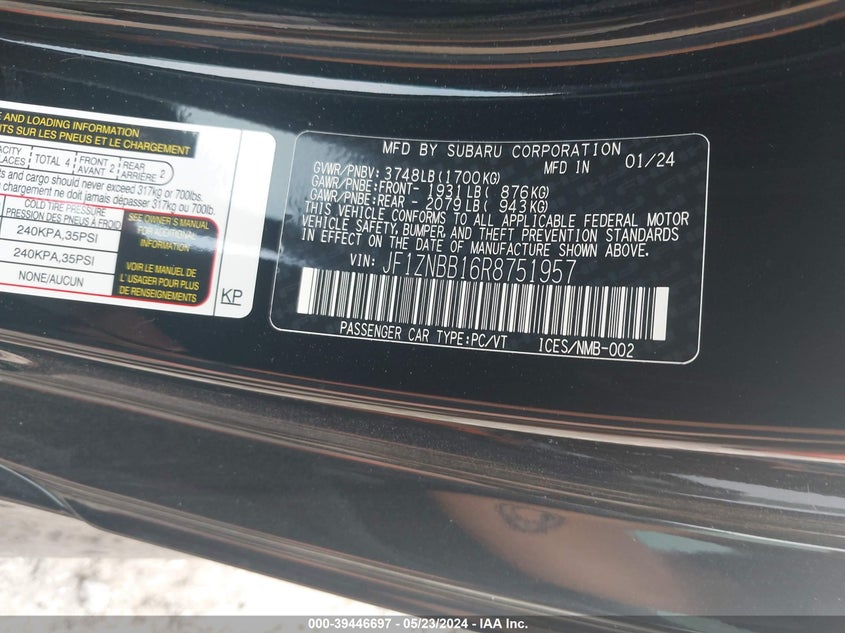 E AND LOADING INFORMATION
NTS SUR LES PNEUS ET LE CHARGEMENT
ACITY TOTAL 4 FRONT 2 REAR 2
LACES AVANT ARRIÈRE
ts and cargo should never exceed 317kg or 700lbs.
chargement ne doit jamais dépasser 317kg ou 700lb.
COLD TIRE PRESSURE
PRESSION DES PNEUS À FROID
240KPA,35PSI
240KPA,35PSI
NONE/AUCUN
SEE OWNER'S MANUAL
FOR ADDITIONAL
INFORMATION
VOIR LE MANUEL DE
L'USAGER POUR PLUS
DE RENSEIGNEMENTS
KP
MFD BY SUBARU CORPORATION
GVWR/PNBV: 3748LB(1700KG) MFD IN 01/24
GAWR/PNBE:FRONT- 1931LB( 876KG)
GAWR/PNBE:REAR - 2079LB( 943KG)
THIS VEHICLE CONFORMS TO ALL APPLICABLE FEDERAL MOTOR
VEHICLE SAFETY, BUMPER, AND THEFT PREVENTION STANDARDS
IN EFFECT ON THE DATE OF MANUFACTURE SHOWN ABOVE.
VIN: JF1ZNBB16R8751957
PASSENGER CAR TYPE:PC/VT ICES/NMB-002
000-39446697 - 05/23/2024 - IAA Inc.